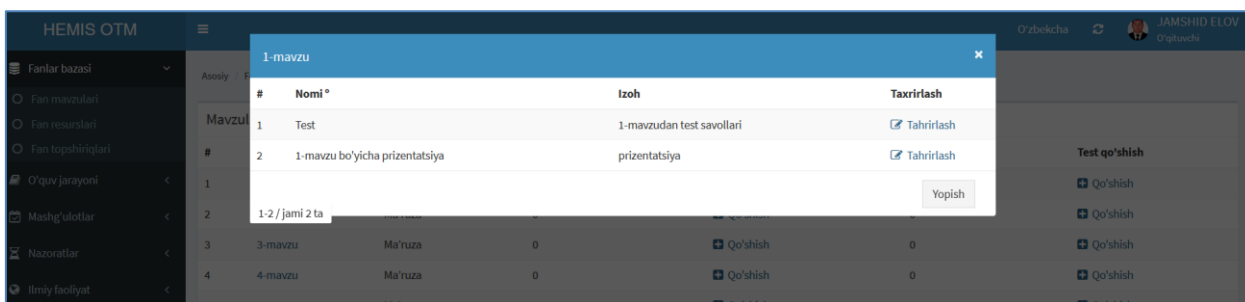 HEMIS OTM
O'zbekcha
JAMSHID ELOV
O'qituvchi
Fanlar bazasi
Fan mavzulari
Fan resurslari
Fan topshiriqlari
O'quv jarayoni
Mashg'ulotlar
Nazoratlar
Ilmiy faoliyat
Asosiy /
1-mavzu
# Nomi Izoh Taxrirlash
1 Test 1-mavzudan test savollari Tahrirlash
2 1-mavzu bo'yicha prizentatsiya prizentatsiya Tahrirlash
Yopish
1-2 / jami 2 ta
# Test qo'shish
1 Qo'shish
2 Qo'shish
3 3-mavzu Ma'ruza 0 Qo'shish 0 Qo'shish
4 4-mavzu Ma'ruza 0 Qo'shish 0 Qo'shish